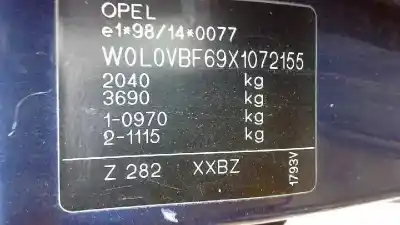 OPEL
e1*98/14*0077
W0L0VBF69X1072155
2040 kg
3690 kg
1-0970 kg
2-1115 kg
Z 282 XXBZ
1793V